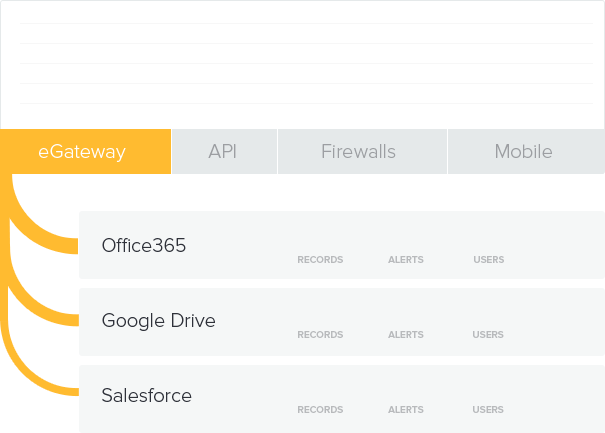 eGateway API Firewalls Mobile
Office365
RECORDS ALERTS USERS
Google Drive
RECORDS ALERTS USERS
Salesforce
RECORDS ALERTS USERS